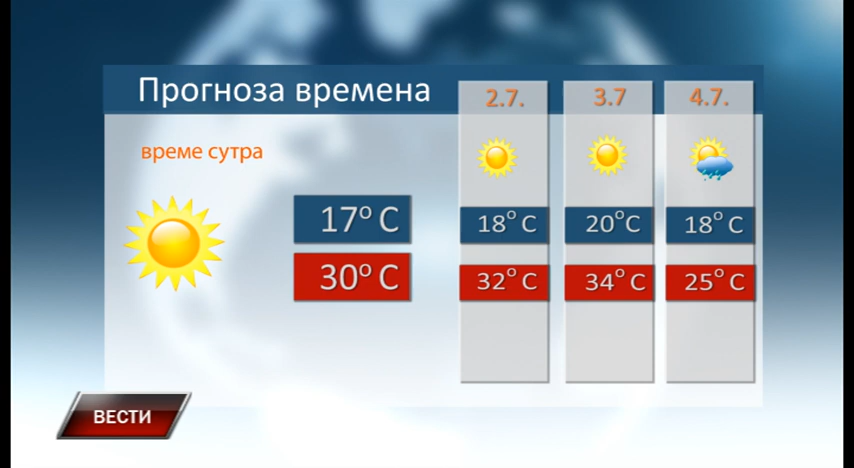 Прогноза времена
време сутра
17° C
30° C
2.7.
18° C
32° C
3.7
20°C
34° C
4.7.
18° C
25° C
ВЕСТИ